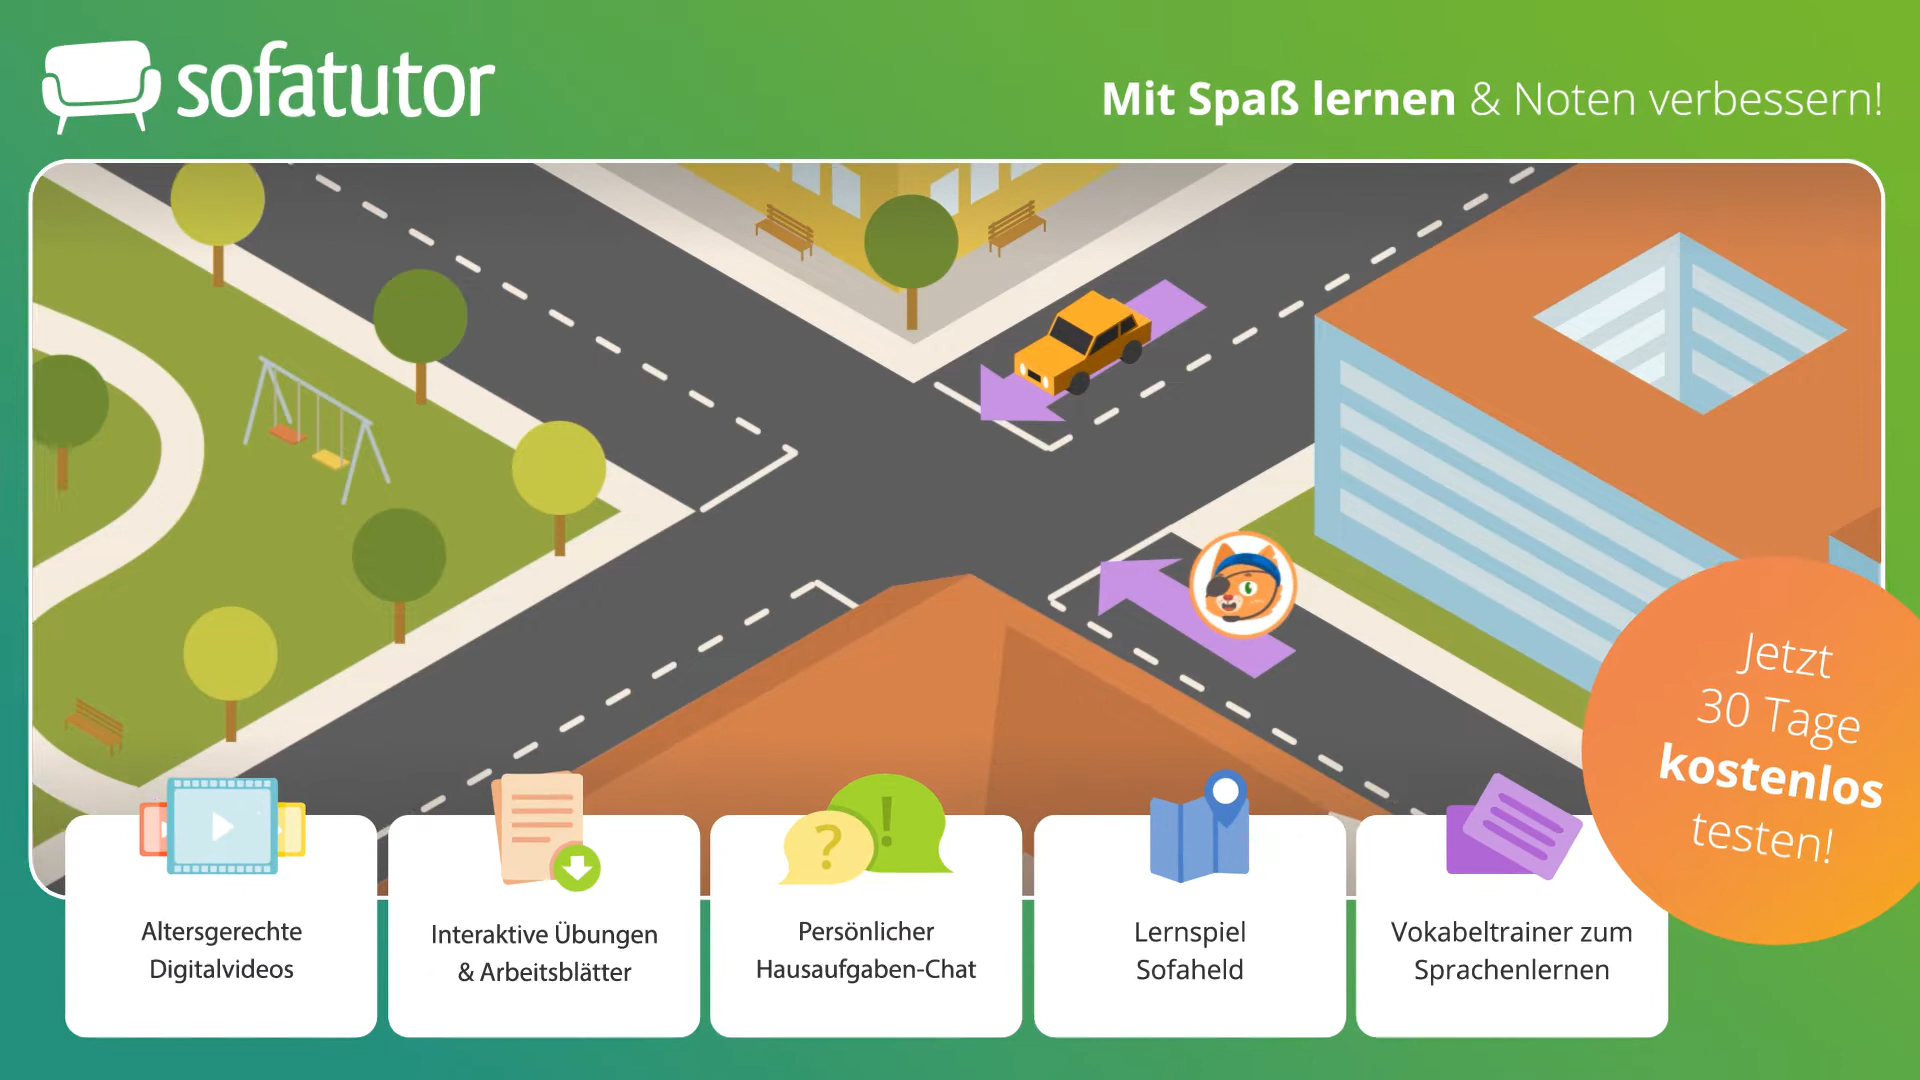 sofatutor
Mit Spaß lernen & Noten verbessern!
Jetzt
30 Tage
kostenlos
testen!
?
!
Altersgerechte
Digitalvideos
Interaktive Übungen
& Arbeitsblätter
Persönlicher
Hausaufgaben-Chat
Lernspiel
Sofaheld
Vokabeltrainer zum
Sprachenlernen